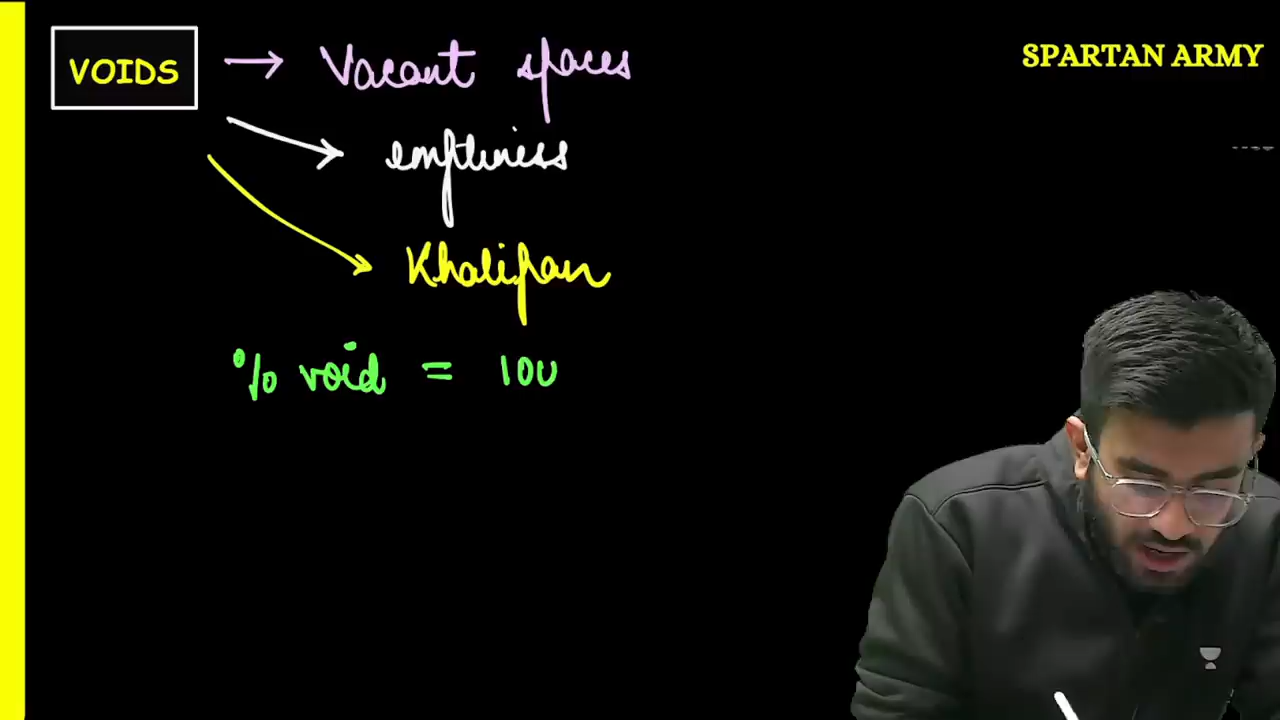 VOIDS → Vacant spaces
SPARTAN ARMY
emptiness
Khalipan
% void = 100